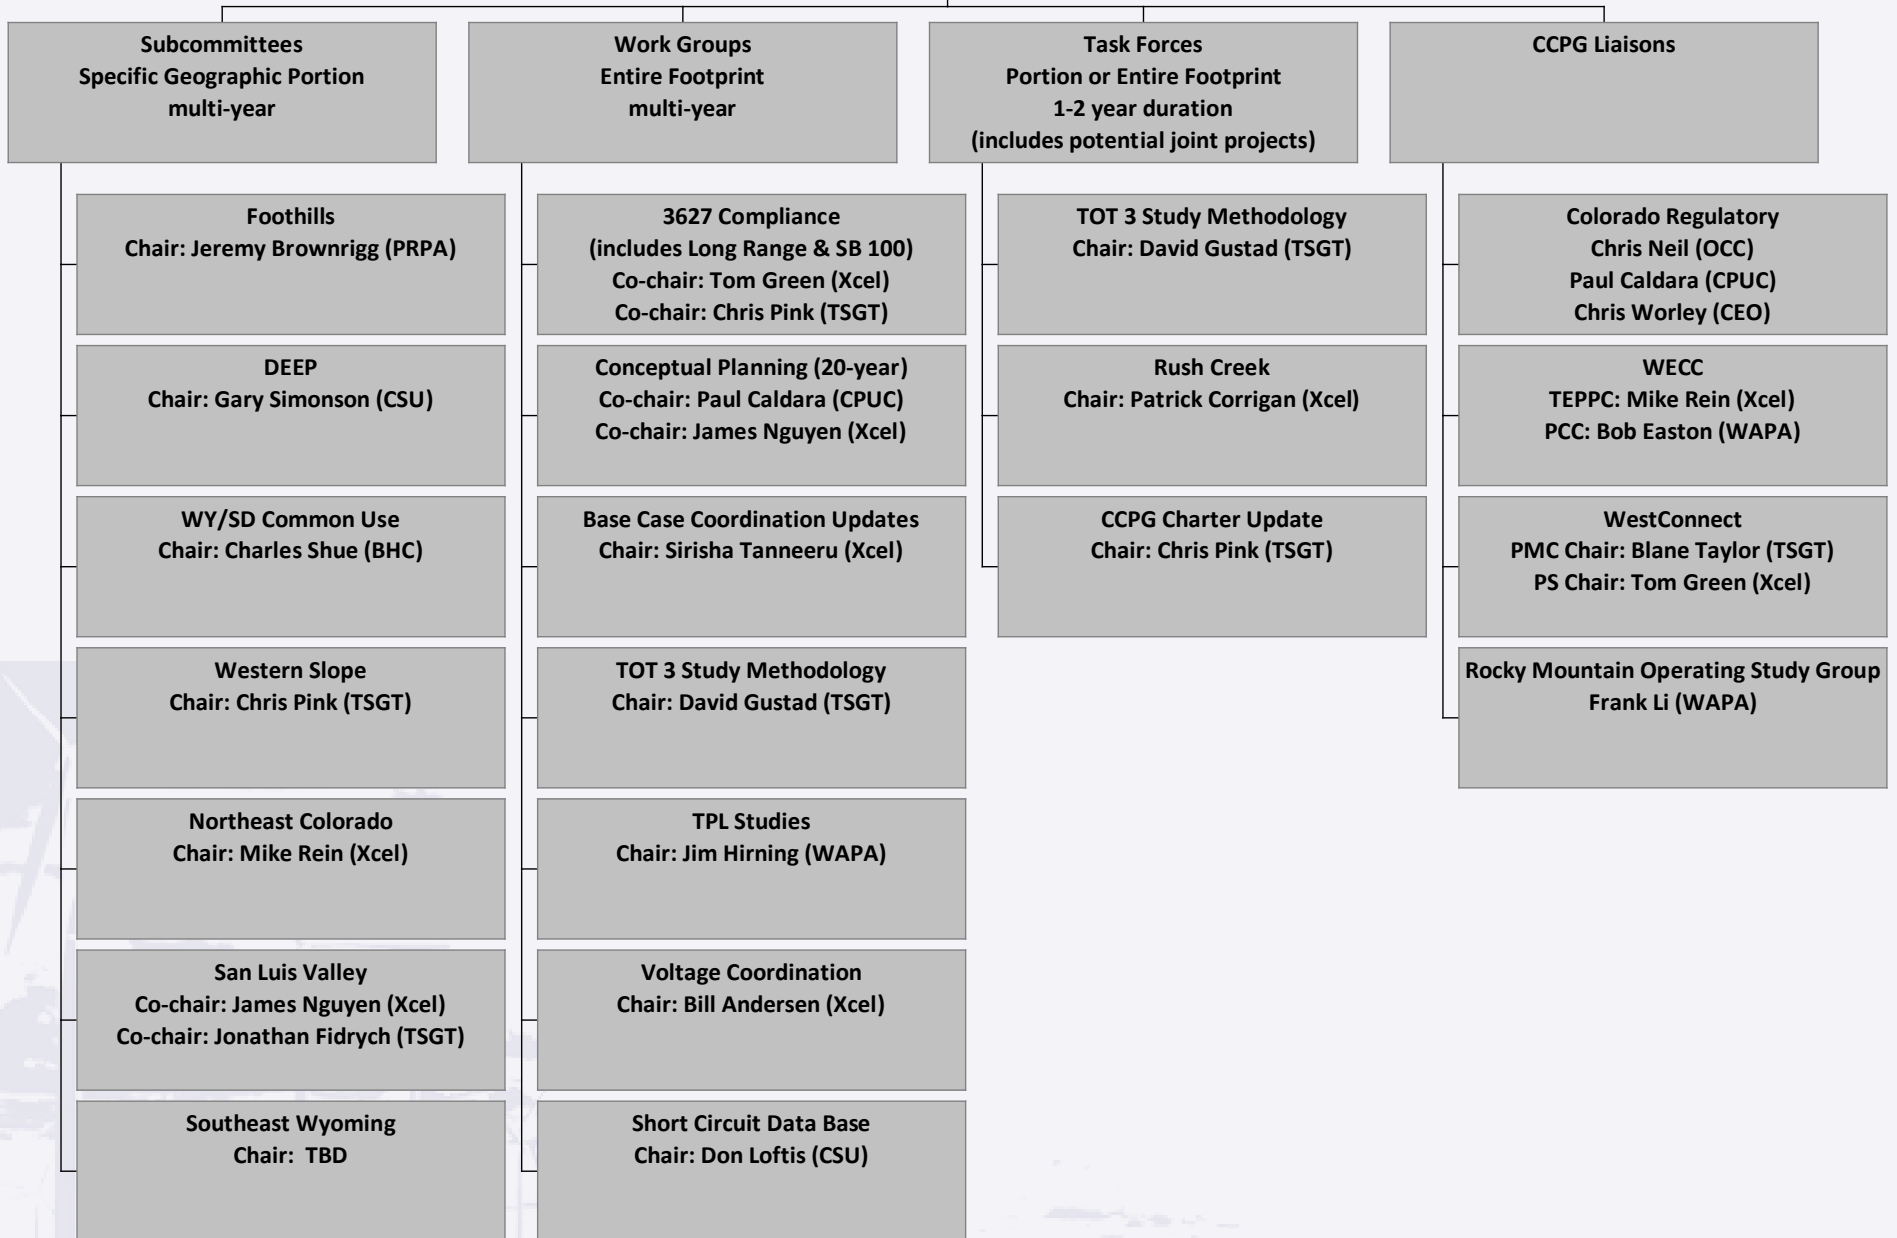 Subcommittees
Specific Geographic Portion
multi-year
Foothills
Chair: Jeremy Brownrigg (PRPA)
DEEP
Chair: Gary Simonson (CSU)
WY/SD Common Use
Chair: Charles Shue (BHC)
Western Slope
Chair: Chris Pink (TSGT)
Northeast Colorado
Chair: Mike Rein (Xcel)
San Luis Valley
Co-chair: James Nguyen (Xcel)
Co-chair: Jonathan Fidrych (TSGT)
Southeast Wyoming
Chair: TBD
Work Groups
Entire Footprint
multi-year
3627 Compliance
(includes Long Range & SB 100)
Co-chair: Tom Green (Xcel)
Co-chair: Chris Pink (TSGT)
Conceptual Planning (20-year)
Co-chair: Paul Caldara (CPUC)
Co-chair: James Nguyen (Xcel)
Base Case Coordination Updates
Chair: Sirisha Tanneeru (Xcel)
TOT 3 Study Methodology
Chair: David Gustad (TSGT)
TPL Studies
Chair: Jim Hirning (WAPA)
Voltage Coordination
Chair: Bill Andersen (Xcel)
Short Circuit Data Base
Chair: Don Loftis (CSU)
Task Forces
Portion or Entire Footprint
1-2 year duration
(includes potential joint projects)
TOT 3 Study Methodology
Chair: David Gustad (TSGT)
Rush Creek
Chair: Patrick Corrigan (Xcel)
CCPG Charter Update
Chair: Chris Pink (TSGT)
CCPG Liaisons
Colorado Regulatory
Chris Neil (OCC)
Paul Caldara (CPUC)
Chris Worley (CEO)
WECC
TEPPC: Mike Rein (Xcel)
PCC: Bob Easton (WAPA)
WestConnect
PMC Chair: Blane Taylor (TSGT)
PS Chair: Tom Green (Xcel)
Rocky Mountain Operating Study Group
Frank Li (WAPA)